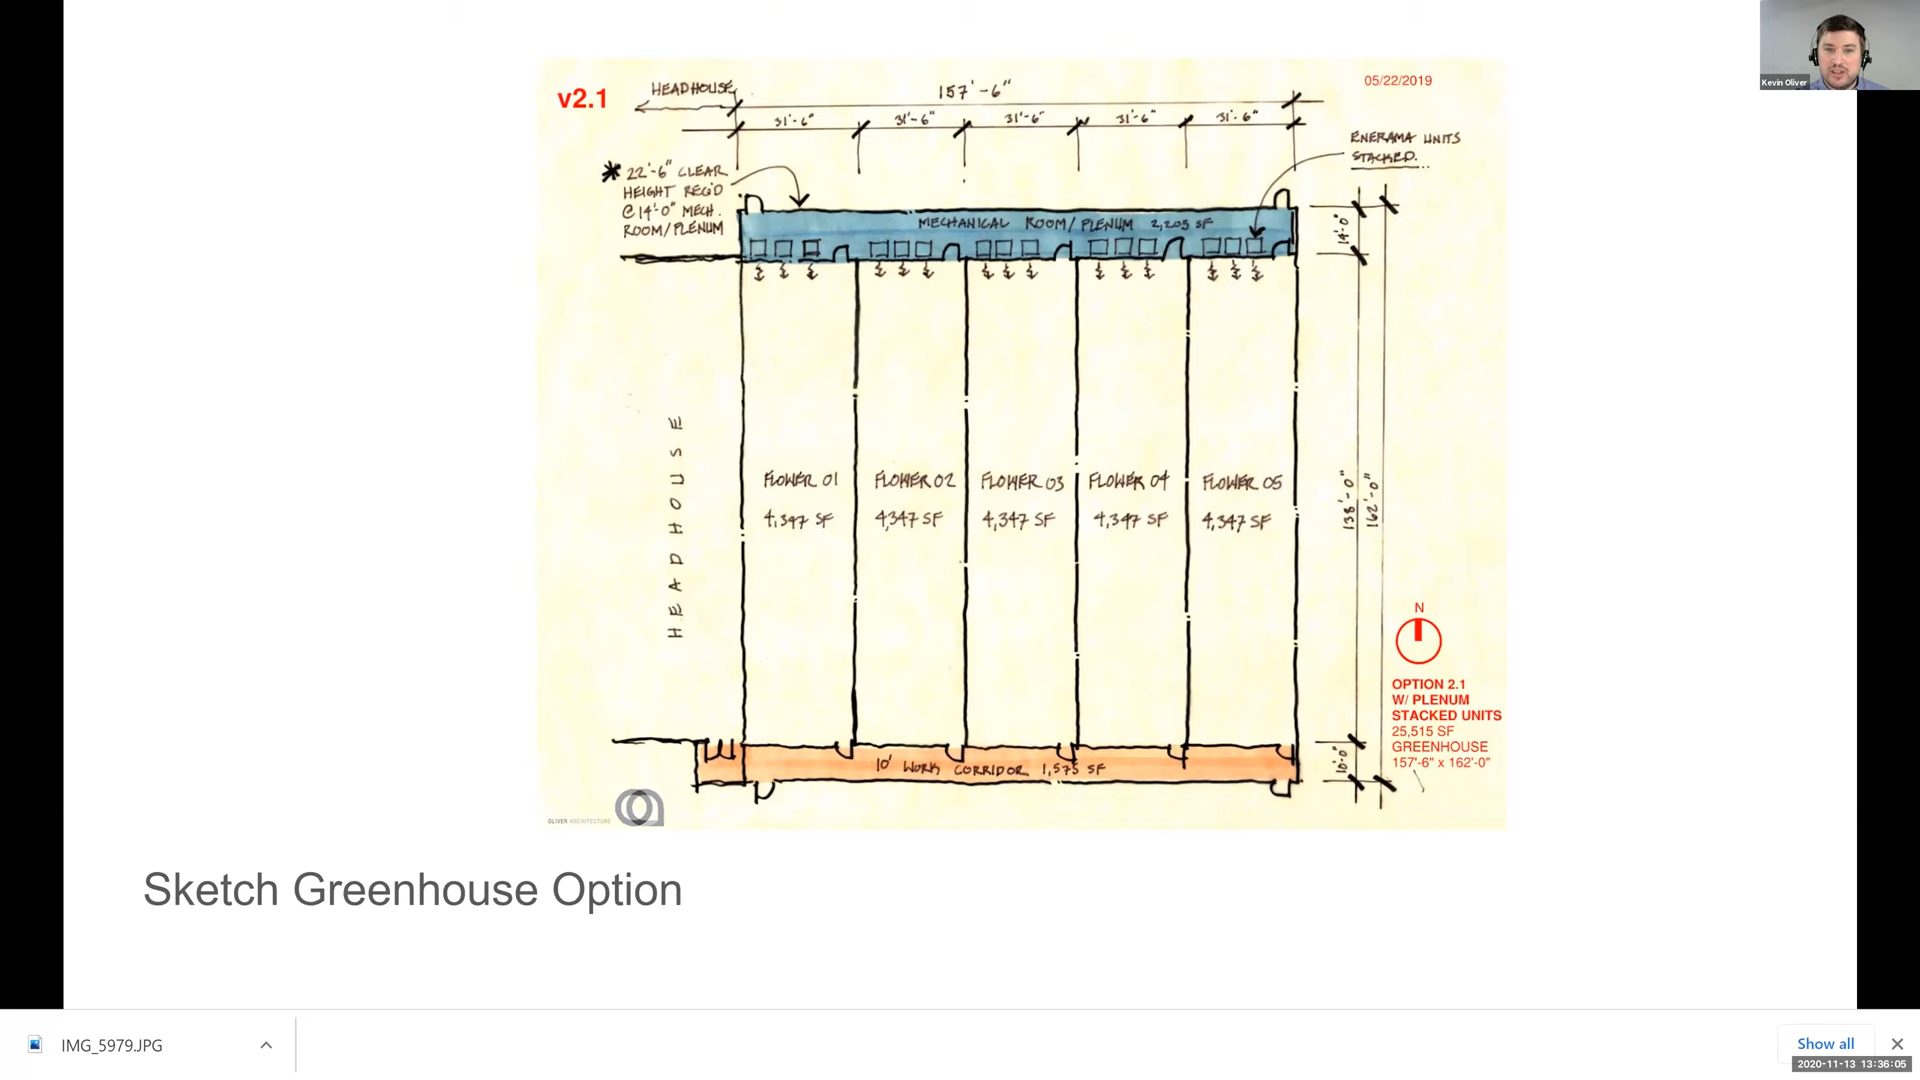 Kevin Oliver
v2.1
HEADHOUSE
157'-6"
05/22/2019
31'-6" 31'-6" 31'-6" 31'-6" 31'-6"
ENERAMA UNITS
STACKED.
* 22'-6" CLEAR
HEIGHT REQ'D
@ 14'-0" MECH.
ROOM/PLENUM
MECHANICAL ROOM/PLENUM 2,205 SF
14'-0"
HEADHOUSE
FLOWER 01
4,347 SF
FLOWER 02
4,347 SF
FLOWER 03
4,347 SF
FLOWER 04
4,347 SF
FLOWER 05
4,347 SF
138'-0"
162'-0"
N
OPTION 2.1
W/ PLENUM
STACKED UNITS
25,515 SF
GREENHOUSE
157'-6" x 162'-0"
10' WORK CORRIDOR 1,575 SF
10'-0"
OLIVER ARCHITECTURE
Sketch Greenhouse Option
IMG_5979.JPG
Show all
2020-11-13 13:36:05